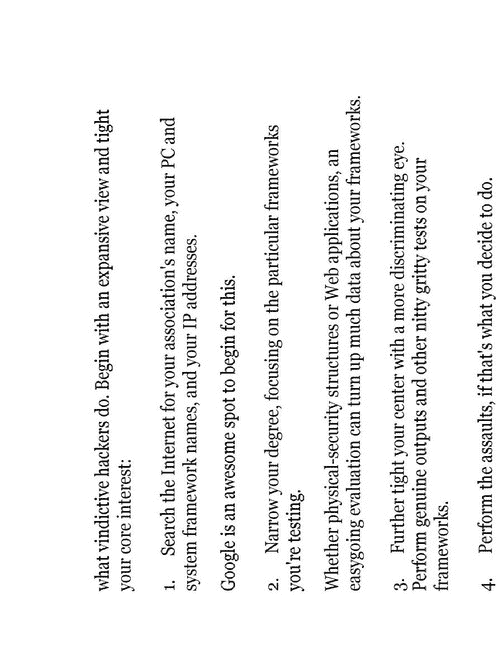 what vindictive hackers do. Begin with an expansive view and tight
your core interest:
1. Search the Internet for your association's name, your PC and
system framework names, and your IP addresses.
Google is an awesome spot to begin for this.
2. Narrow your degree, focusing on the particular frameworks
you're testing.
Whether physical-security structures or Web applications, an
easygoing evaluation can turn up much data about your frameworks.
3. Further tight your center with a more discriminating eye.
Perform genuine outputs and other nitty gritty tests on your
frameworks.
4. Perform the assaults, if that's what you decide to do.